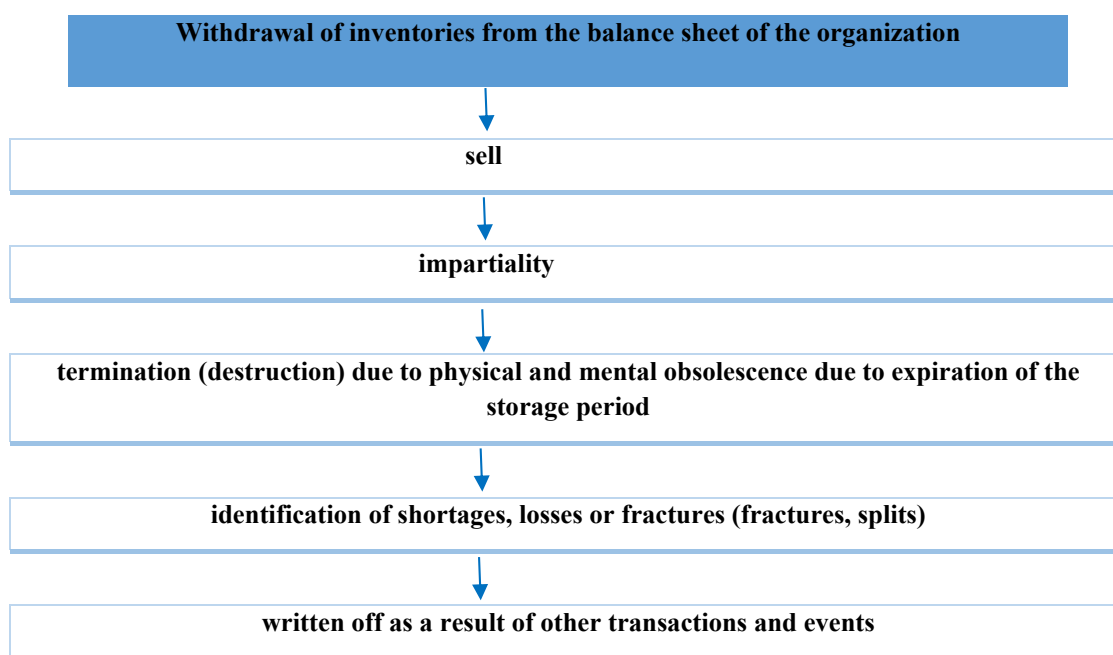 Withdrawal of inventories from the balance sheet of the organization
sell
impartiality
termination (destruction) due to physical and mental obsolescence due to expiration of the
storage period
identification of shortages, losses or fractures (fractures, splits)
written off as a result of other transactions and events